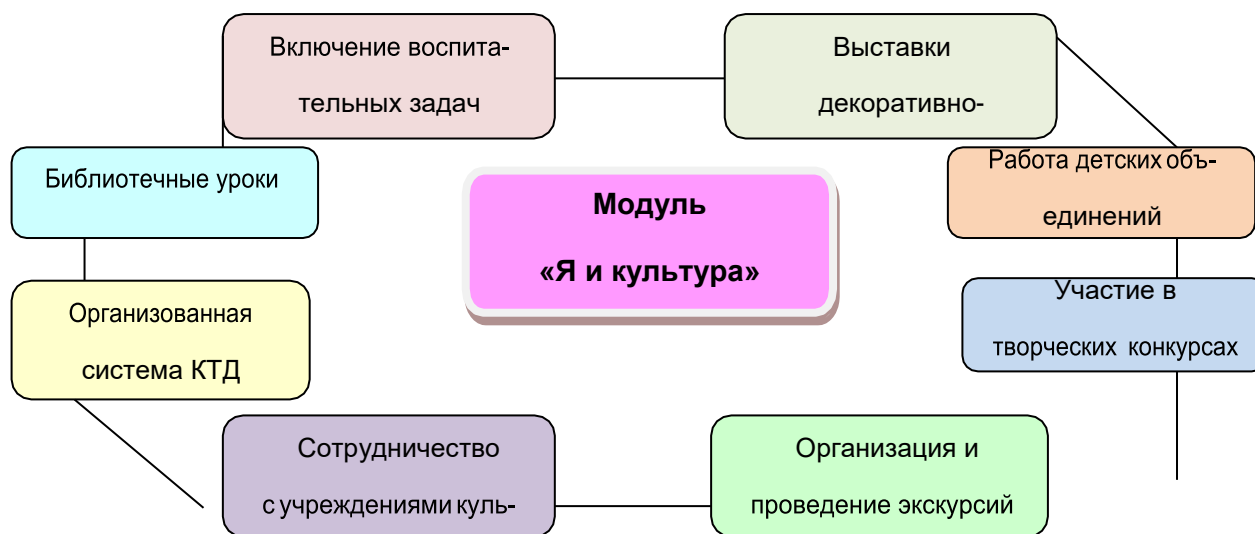 Включение воспита-
тельных задач
Выставки
декоративно-
Библиотечные уроки
Модуль
«Я и культура»
Работа детских объ-
единений
Организованная
система КТД
Участие в
творческих конкурсах
Сотрудничество
с учреждениями куль-
Организация и
проведение экскурсий